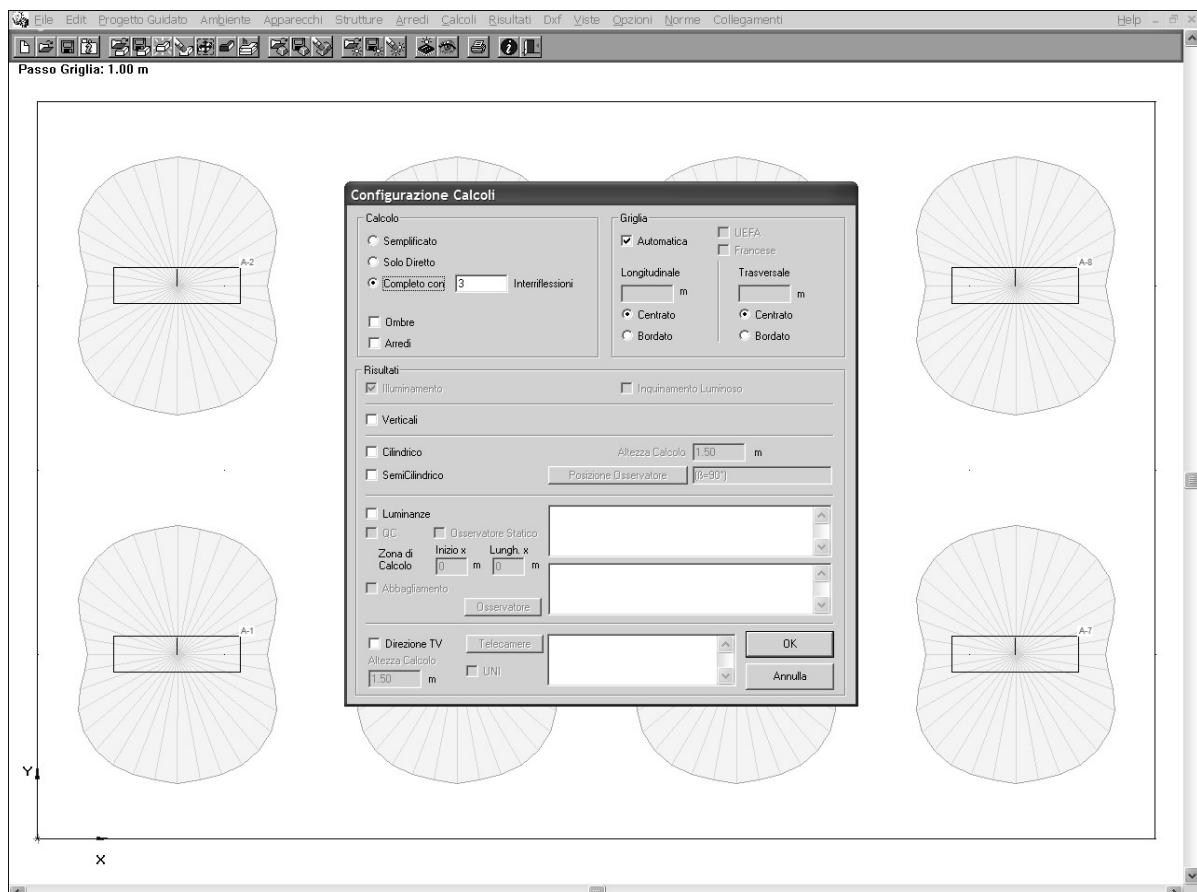 File Edit Progetto Guidato Ambiente Apparecchi Strutture Arredi Calcoli Risultati Dxf Viste Opzioni Norme Collegamenti Help
Passo Griglia: 1.00 m
Configurazione Calcoli
Calcolo
Semplificato
Solo Diretto
Completo con 3 Interriflessioni
Ombre
Arredi
Griglia
Automatica
UEFA
Francese
Longitudinale Trasversale
m m
Centrato Centrato
Bordato Bordato
Risultati
Illuminamento Inquinamento Luminoso
Verticali
Cilindrico Altezza Calcolo 1.50 m
SemiCilindrico Posizione Osservatore (ß=90°)
Luminanze
QC Osservatore Statico
Zona di Calcolo Inizio x 0 m Lungh. x 0 m
Abbagliamento
Osservatore
Direzione TV Telecamere
Altezza Calcolo
1.50 m UNI
OK
Annulla
A-2
A-8
A-1
A-7
Y
X